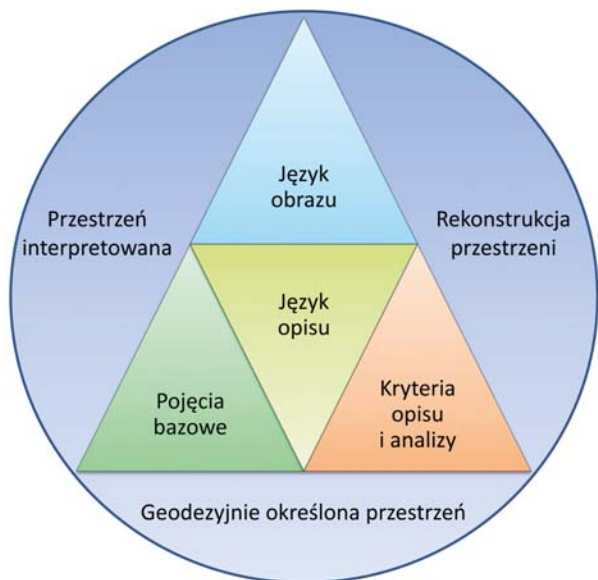 Język
obrazu
Przestrzeń
interpretowana
Rekonstrukcja
przestrzeni
Język
opisu
Pojęcia
bazowe
Kryteria
opisu
i analizy
Geodezyjnie określona przestrzeń